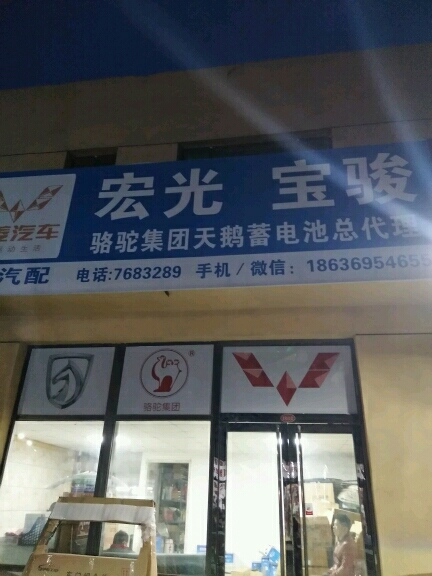 宏光 宝骏
汽车
骆驼集团天鹅蓄电池总代理
汽配 电话:7683289 手机/微信:18636954655
骆驼集团